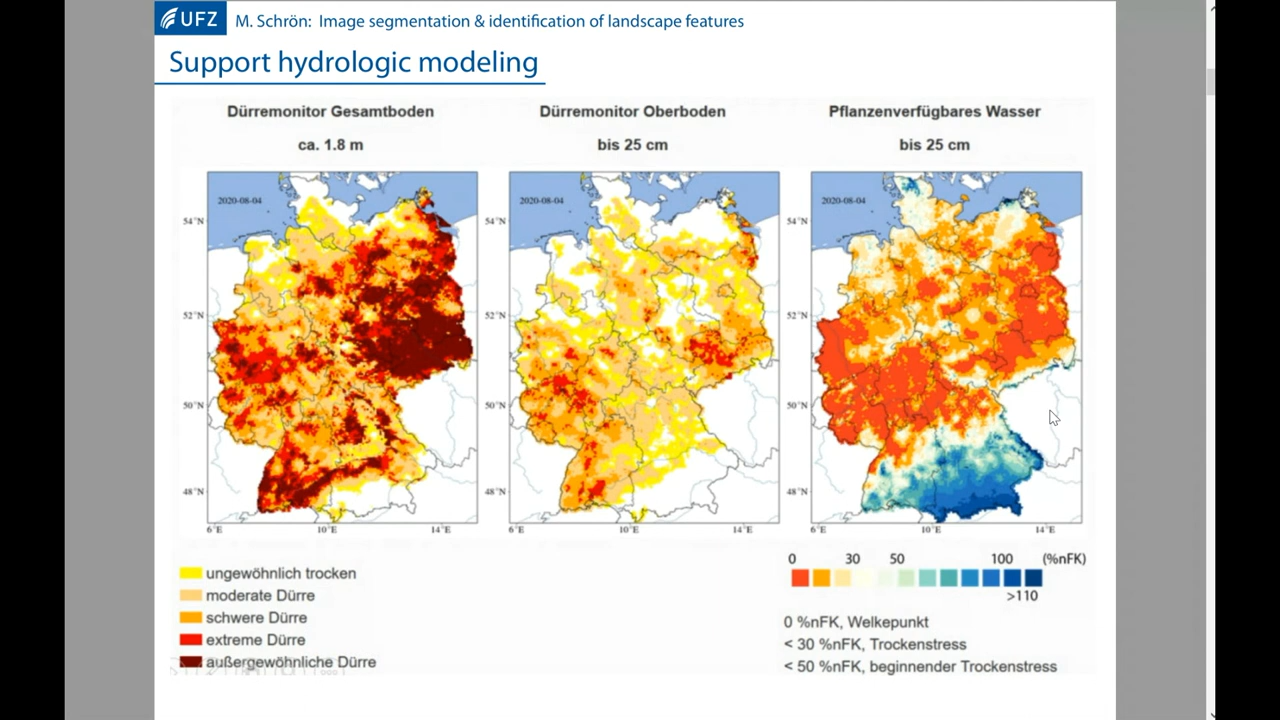 UFZ M. Schrön: Image segmentation & identification of landscape features
Support hydrologic modeling
Dürremonitor Gesamtboden
ca. 1.8 m
Dürremonitor Oberboden
bis 25 cm
Pflanzenverfügbares Wasser
bis 25 cm
2020-08-04
54°N
52°N
50°N
48°N
6°E 10°E 14°E
2020-08-04
54°N
52°N
50°N
48°N
6°E 10°E 14°E
2020-08-04
54°N
52°N
50°N
48°N
6°E 10°E 14°E
ungewöhnlich trocken
moderate Dürre
schwere Dürre
extreme Dürre
außergewöhnliche Dürre
0 30 50 100 (%nFK)
>110
0 %nFK, Welkepunkt
< 30 %nFK, Trockenstress
< 50 %nFK, beginnender Trockenstress